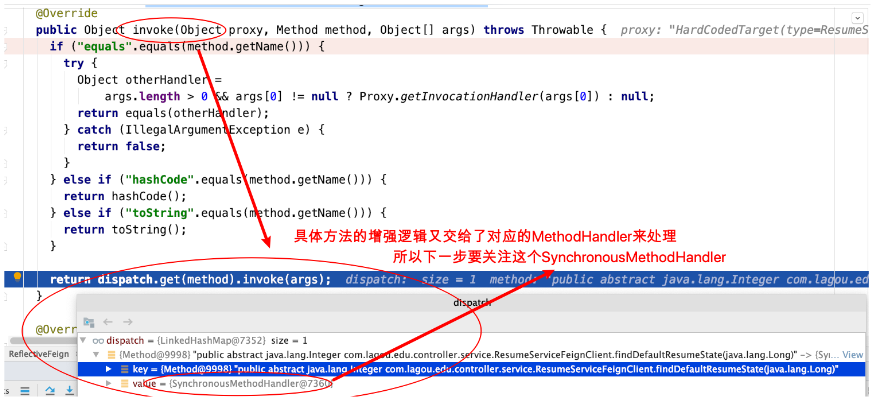 @Override
public Object invoke(Object proxy, Method method, Object[] args) throws Throwable { proxy: "HardCodedTarget(type=ResumeS
if ("equals".equals(method.getName())) {
try {
Object otherHandler =
args.length > 0 && args[0] != null ? Proxy.getInvocationHandler(args[0]) : null;
return equals(otherHandler);
} catch (IllegalArgumentException e) {
return false;
}
} else if ("hashCode".equals(method.getName())) {
return hashCode();
} else if ("toString".equals(method.getName())) {
return toString();
}
具体方法的增强逻辑又交给了对应的MethodHandler来处理
所以下一步要关注这个SynchronousMethodHandler
return dispatch.get(method).invoke(args); dispatch: size = 1 method: "public abstract java.lang.Integer com.lagou.ed
}
dispatch
@Overr
dispatch = {LinkedHashMap@7352} size = 1
{Method@9998} "public abstract java.lang.Integer com.lagou.edu.controller.service.ResumeServiceFeignClient.findDefaultResumeState(java.lang.Long)" -> {Syn... View
key = {Method@9998} "public abstract java.lang.Integer com.lagou.edu.controller.service.ResumeServiceFeignClient.findDefaultResumeState(java.lang.Long)"
value = {SynchronousMethodHandler@7360}
ReflectiveFeign